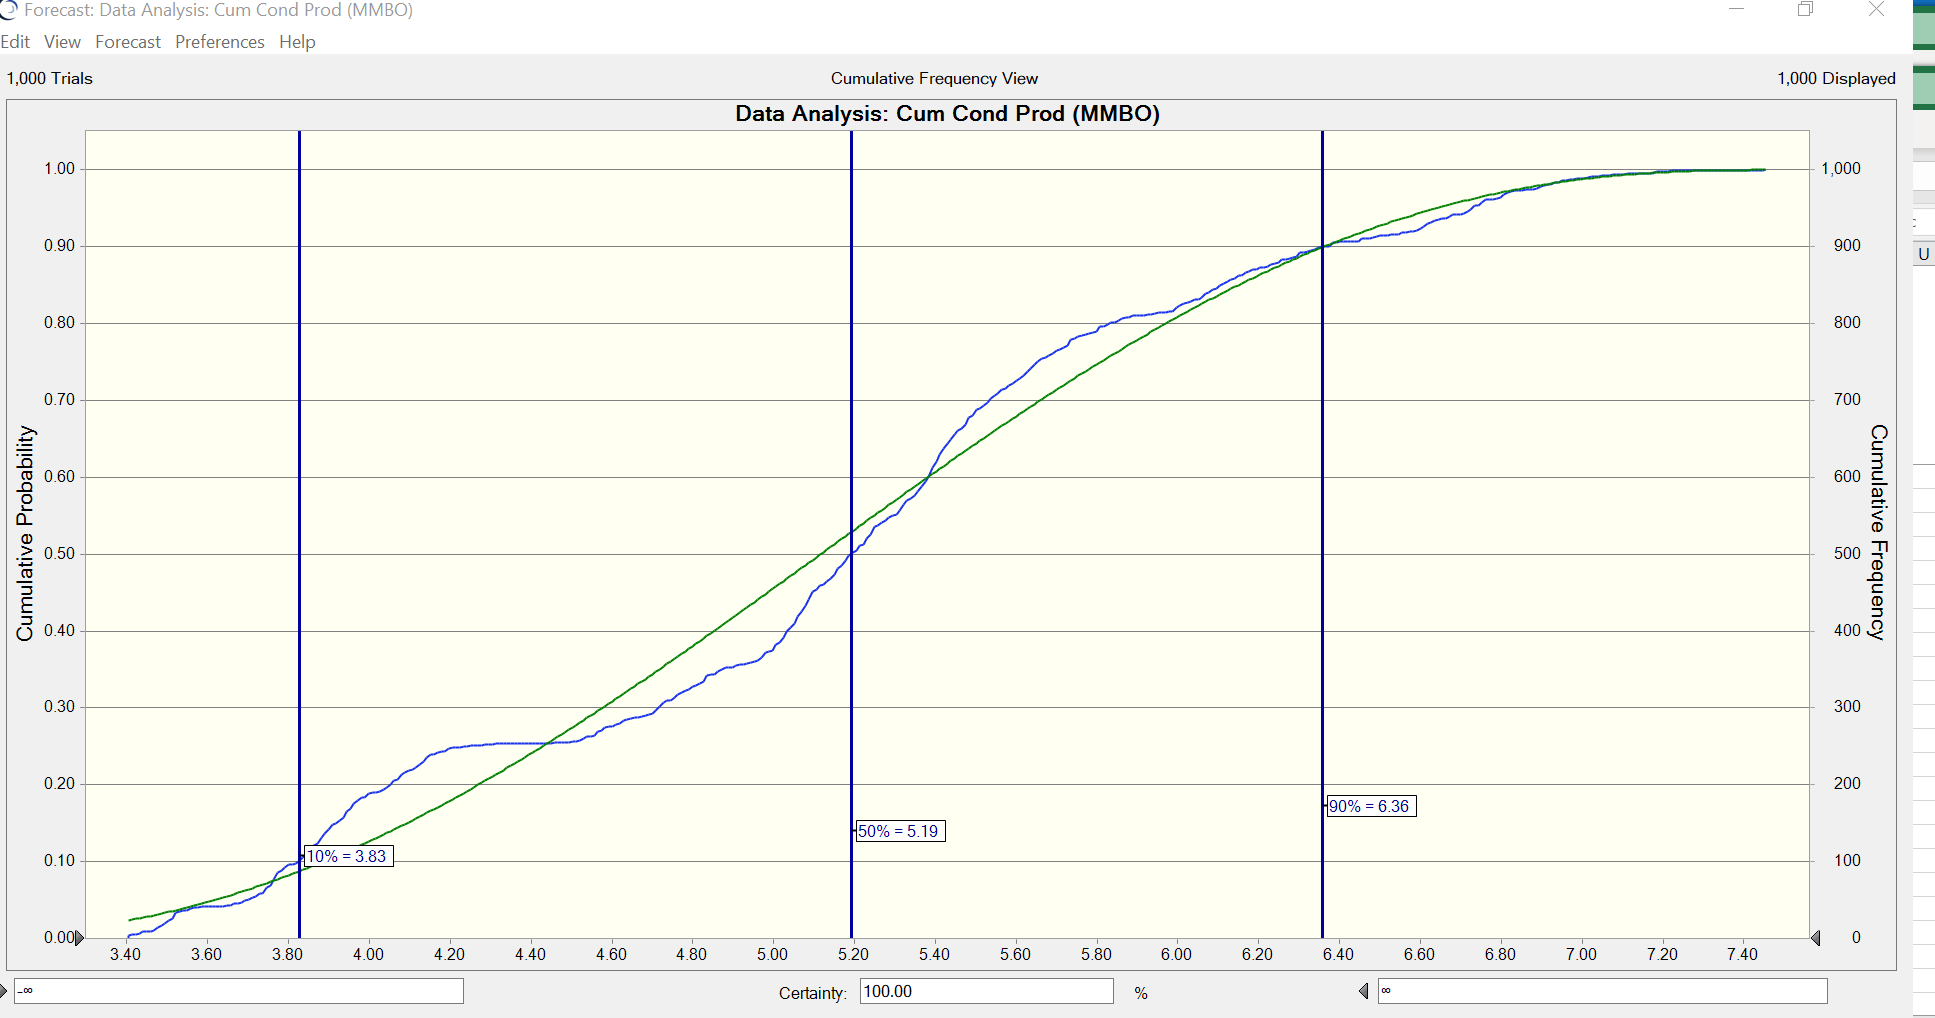 Forecast: Data Analysis: Cum Cond Prod (MMBO)
Edit View Forecast Preferences Help
1,000 Trials
Cumulative Frequency View
1,000 Displayed
Data Analysis: Cum Cond Prod (MMBO)
Cumulative Probability
1.00
0.90
0.80
0.70
0.60
0.50
0.40
0.30
0.20
0.10
0.00
1,000
900
800
700
600
500
400
300
200
100
0
Cumulative Frequency
10% = 3.83
50% = 5.19
90% = 6.36
3.40 3.60 3.80 4.00 4.20 4.40 4.60 4.80 5.00 5.20 5.40 5.60 5.80 6.00 6.20 6.40 6.60 6.80 7.00 7.20 7.40
-∞
Certainty: 100.00 %
∞
U